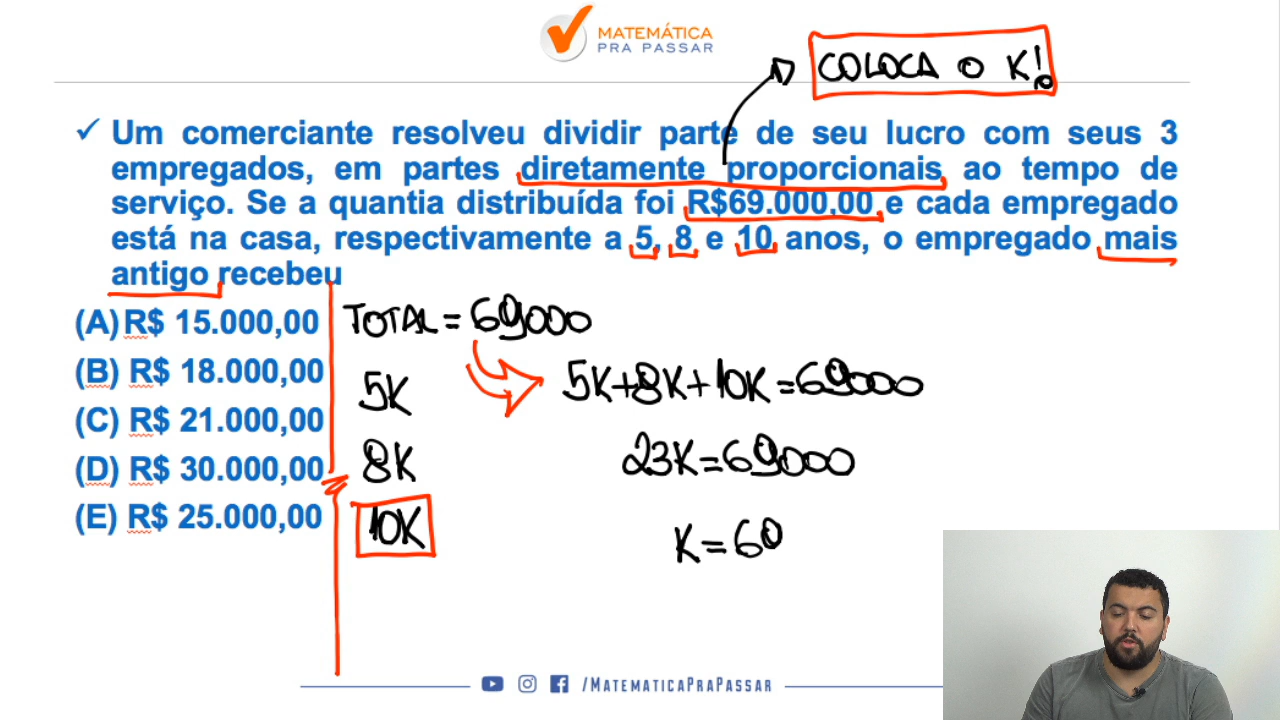 MATEMÁTICA
PRA PASSAR
COLOCA O K!
✓ Um comerciante resolveu dividir parte de seu lucro com seus 3
empregados, em partes diretamente proporcionais ao tempo de
serviço. Se a quantia distribuída foi R$69.000,00 e cada empregado
está na casa, respectivamente a 5, 8 e 10 anos, o empregado mais
antigo recebeu
(A) R$ 15.000,00
(B) R$ 18.000,00
(C) R$ 21.000,00
(D) R$ 30.000,00
(E) R$ 25.000,00
TOTAL = 69000
5K
8K
10K
5K+8K+10K=69000
23K=69000
K=60
/MATEMATICAPRAPASSAR